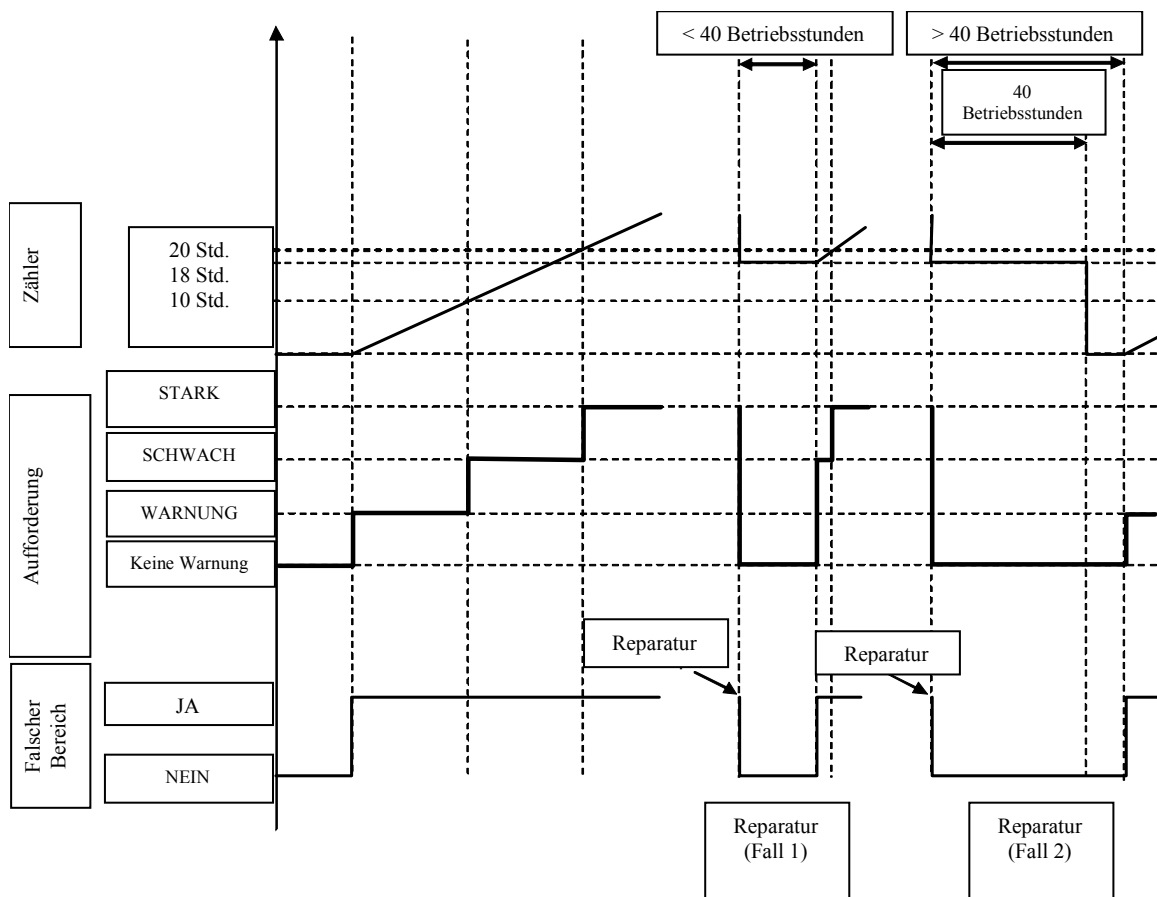 < 40 Betriebsstunden
> 40 Betriebsstunden
40
Betriebsstunden
Zähler
20 Std.
18 Std.
10 Std.
Aufforderung
STARK
SCHWACH
WARNUNG
Keine Warnung
Reparatur
Reparatur
Falscher
Bereich
JA
NEIN
Reparatur
(Fall 1)
Reparatur
(Fall 2)